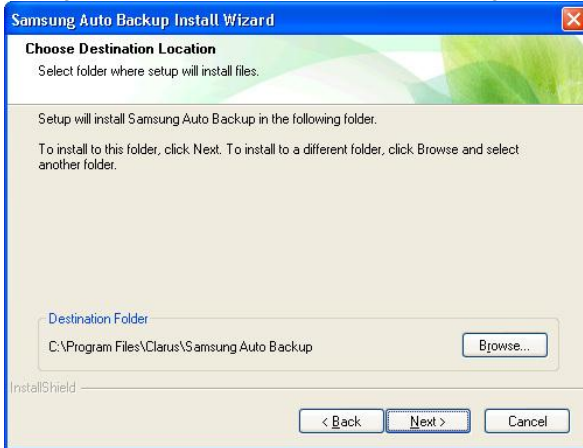 Samsung Auto Backup Install Wizard
Choose Destination Location
Select folder where setup will install files.
Setup will install Samsung Auto Backup in the following folder.
To install to this folder, click Next. To install to a different folder, click Browse and select
another folder.
Destination Folder
C:\Program Files\Clarus\Samsung Auto Backup
Browse...
InstallShield
< Back
Next >
Cancel